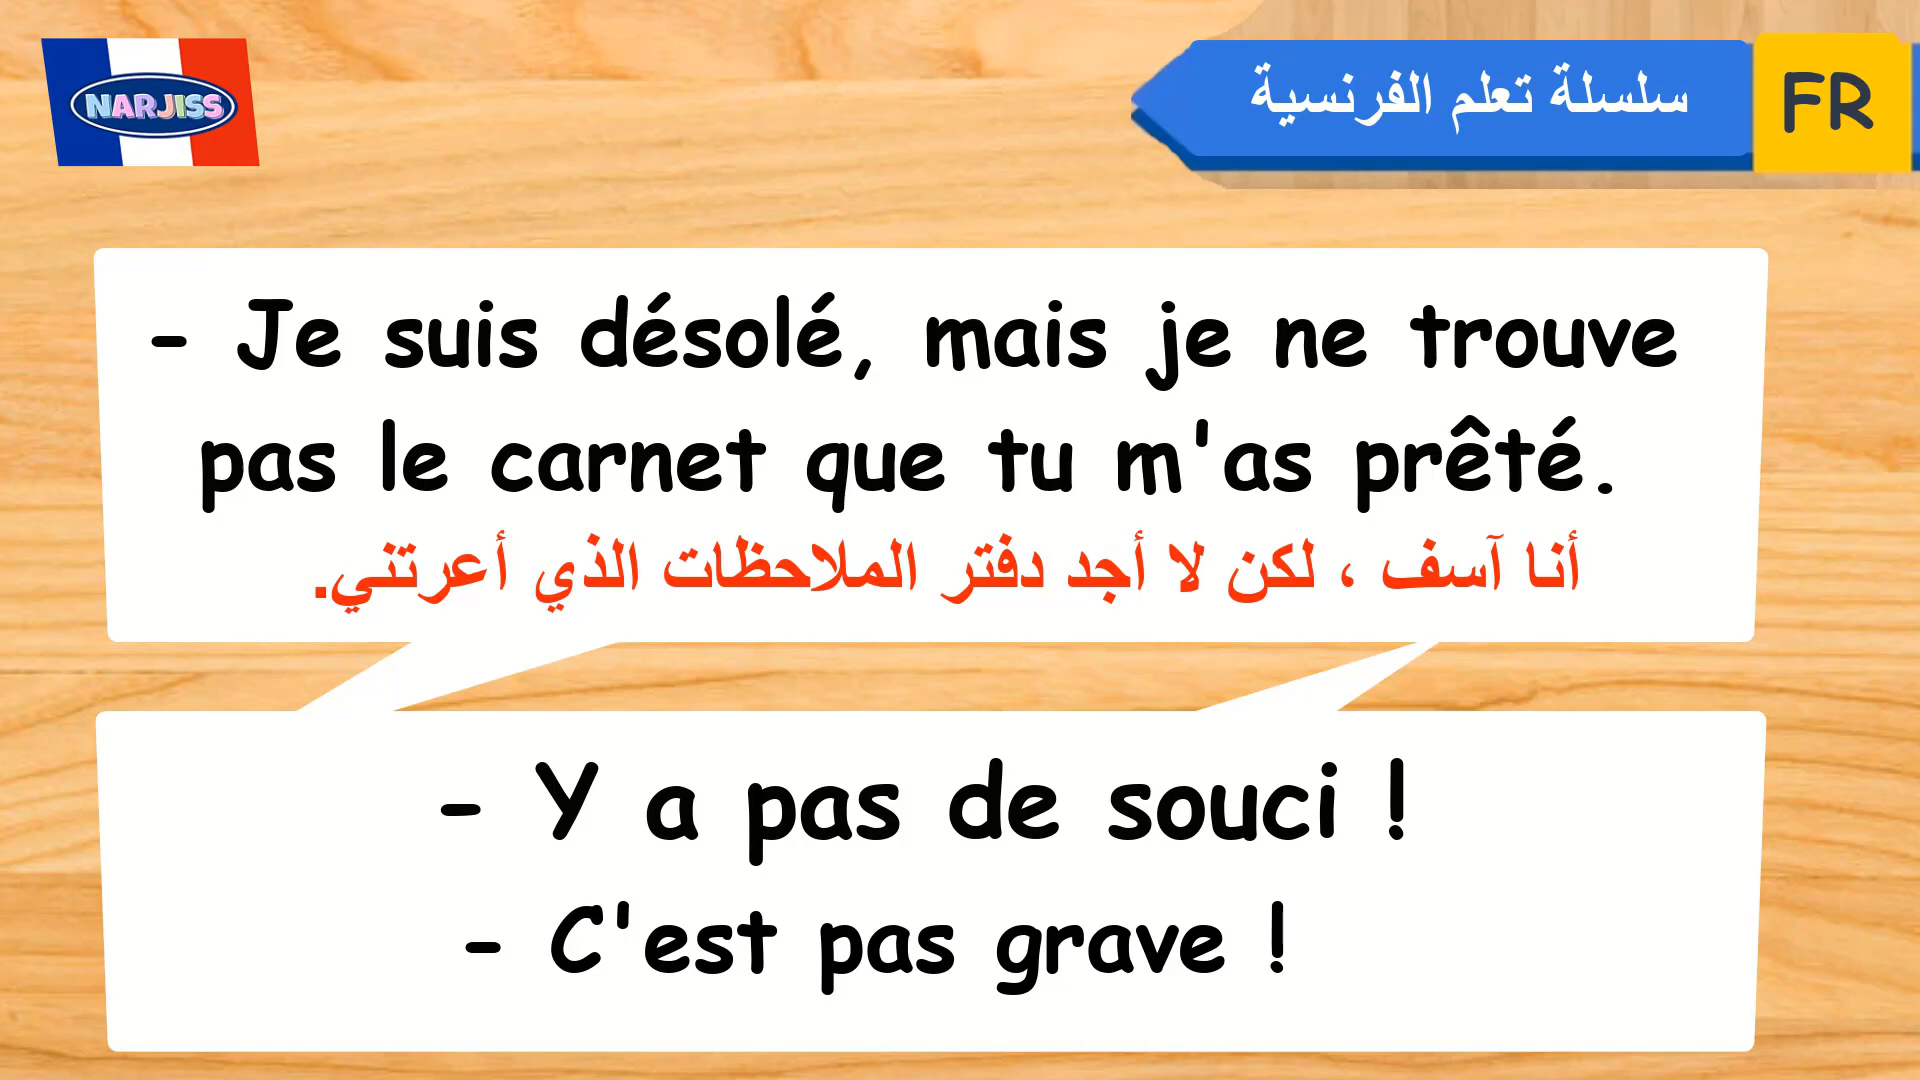 NARJISS
سلسلة تعلم الفرنسية
FR
- Je suis désolé, mais je ne trouve
pas le carnet que tu m'as prêté.
أنا آسف ، لكن لا أجد دفتر الملاحظات الذي أعرتني.
- Y a pas de souci !
- C'est pas grave !